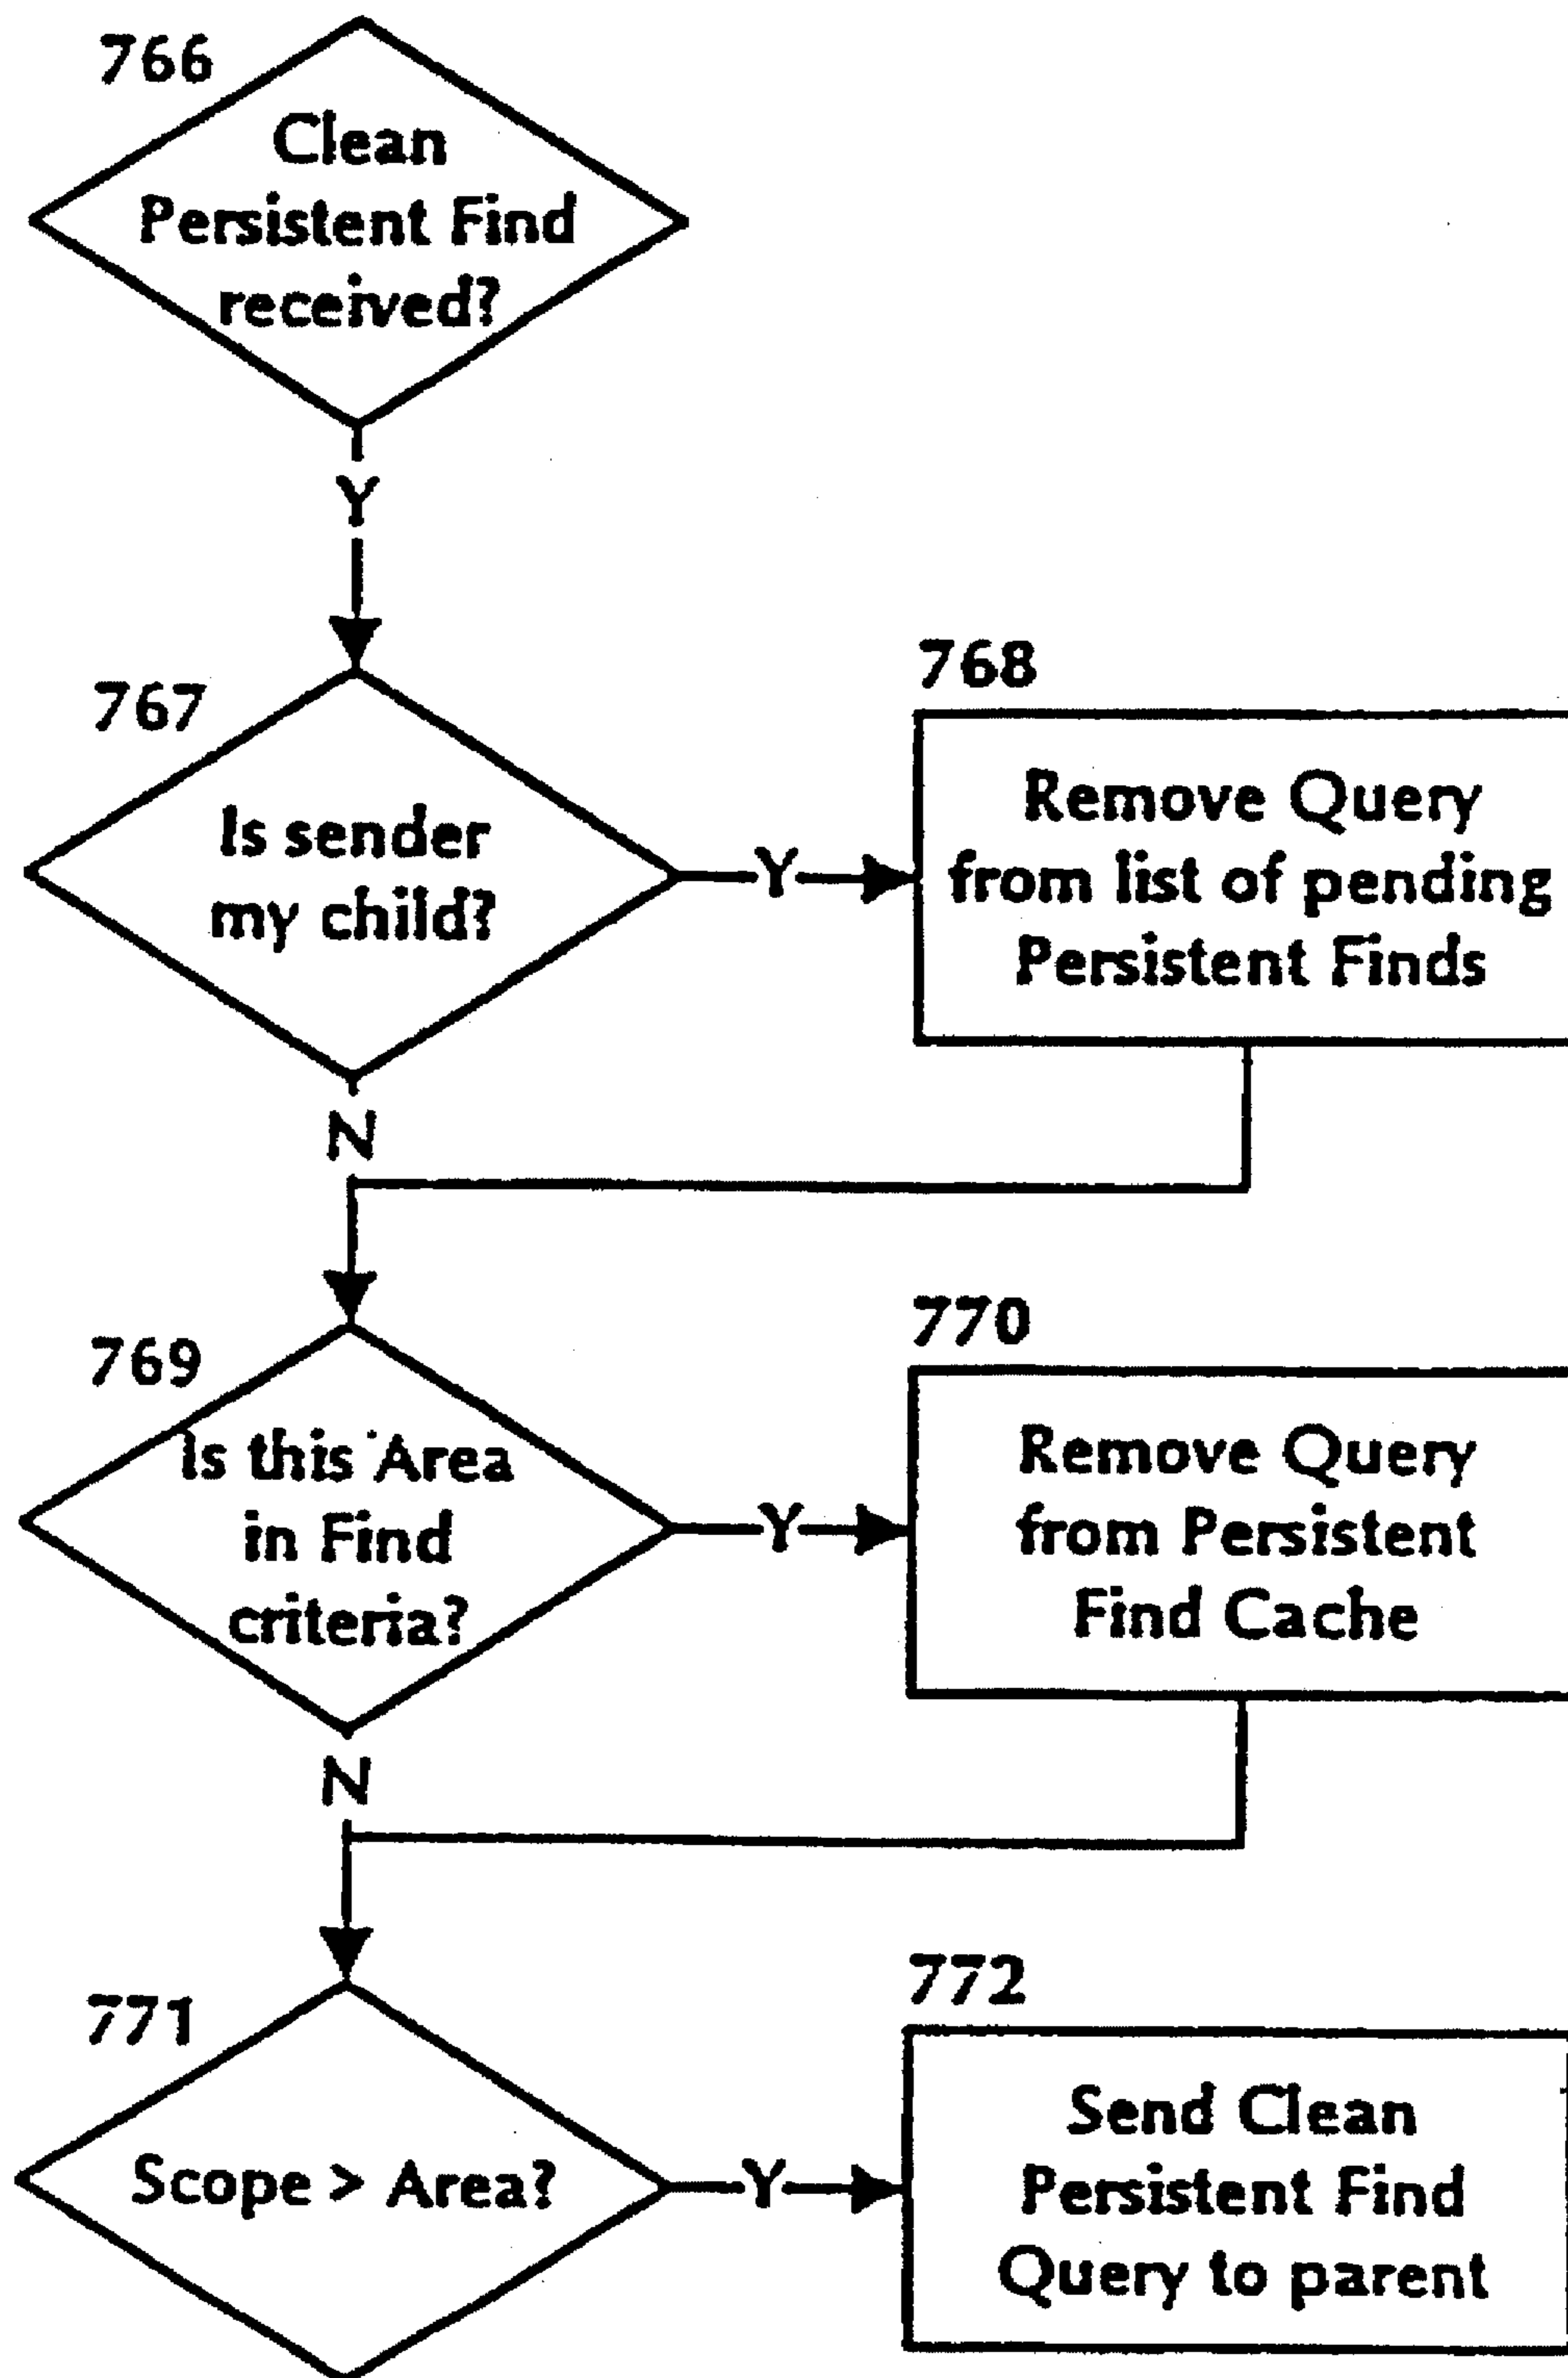 766
Clean
Persistent Find
received?
Y
767
Is sender
my child?
Y
768
Remove Query
from list of pending
Persistent Finds
N
769
Is this Area
in Find
criteria?
Y
770
Remove Query
from Persistent
Find Cache
N
771
Scope > Area?
Y
772
Send Clean
Persistent Find
Query to parent